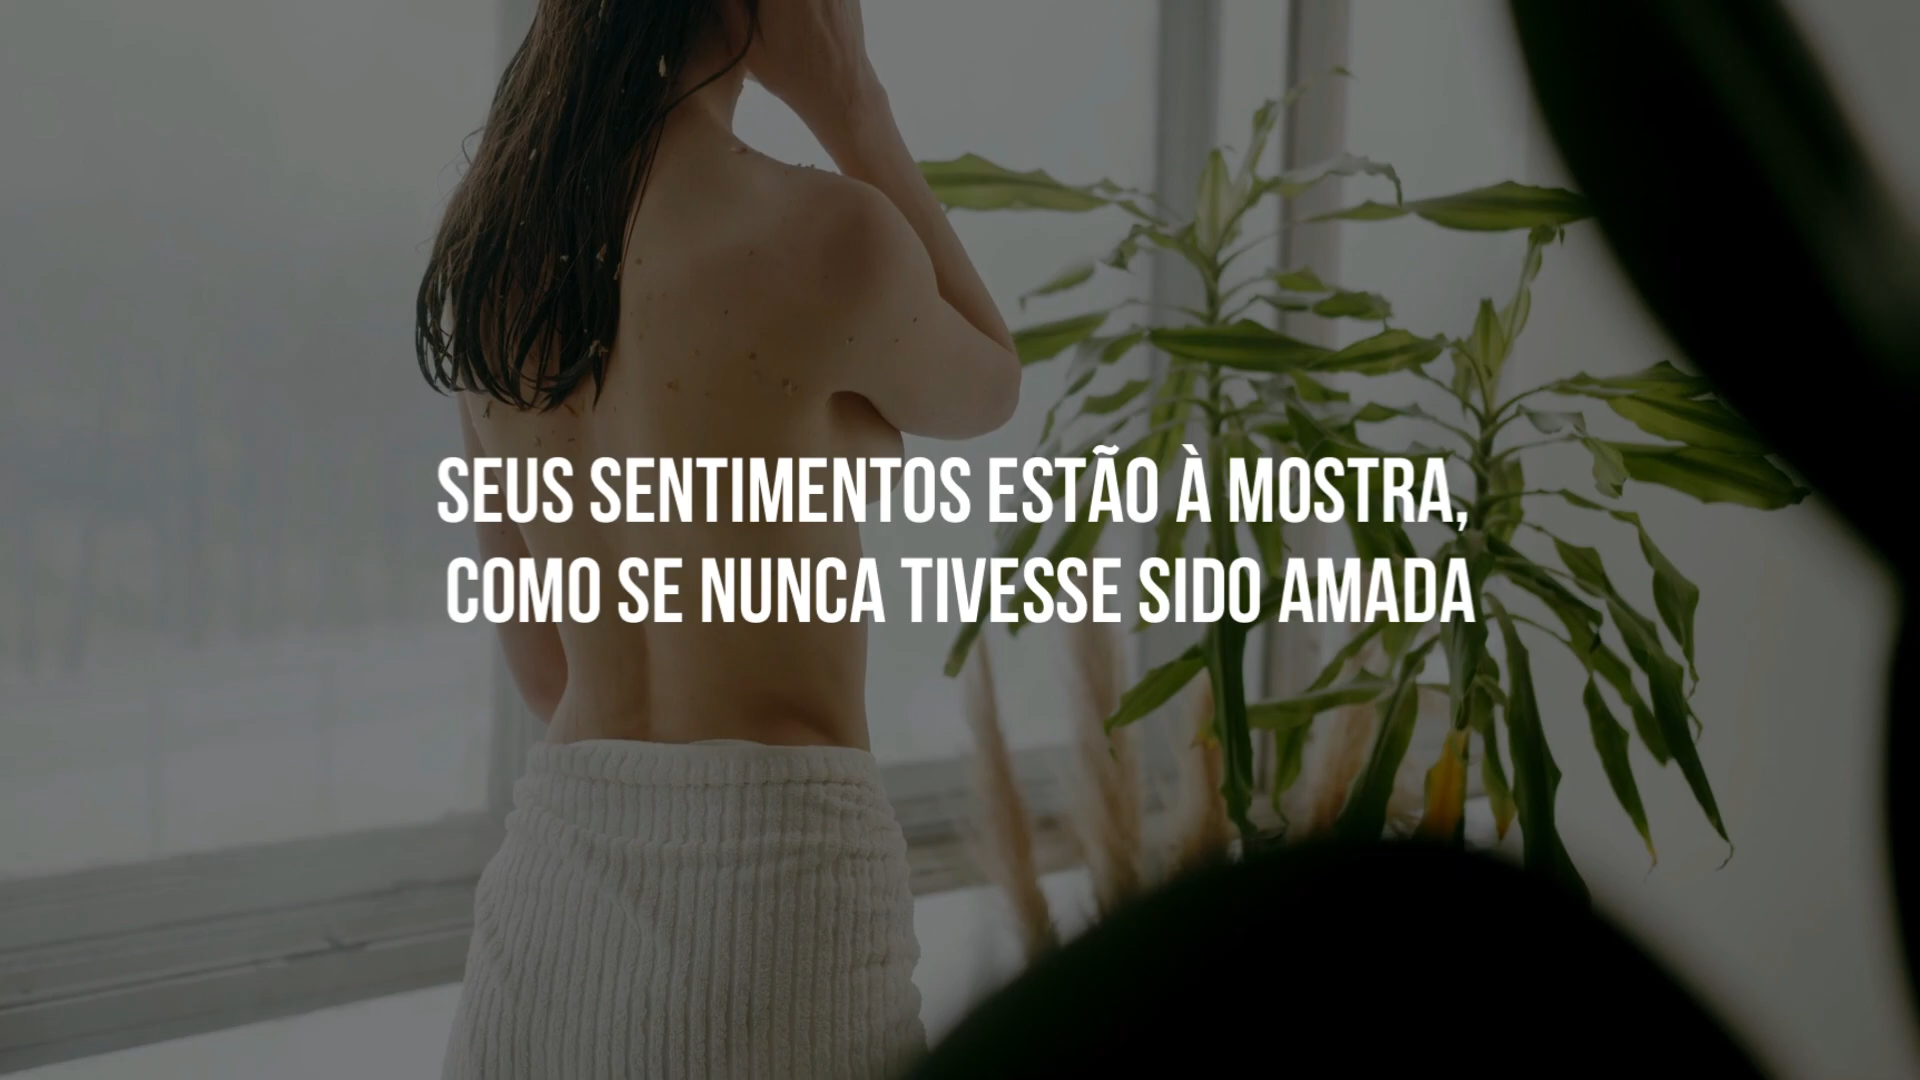 SEUS SENTIMENTOS ESTÃO À MOSTRA,
COMO SE NUNCA TIVESSE SIDO AMADA